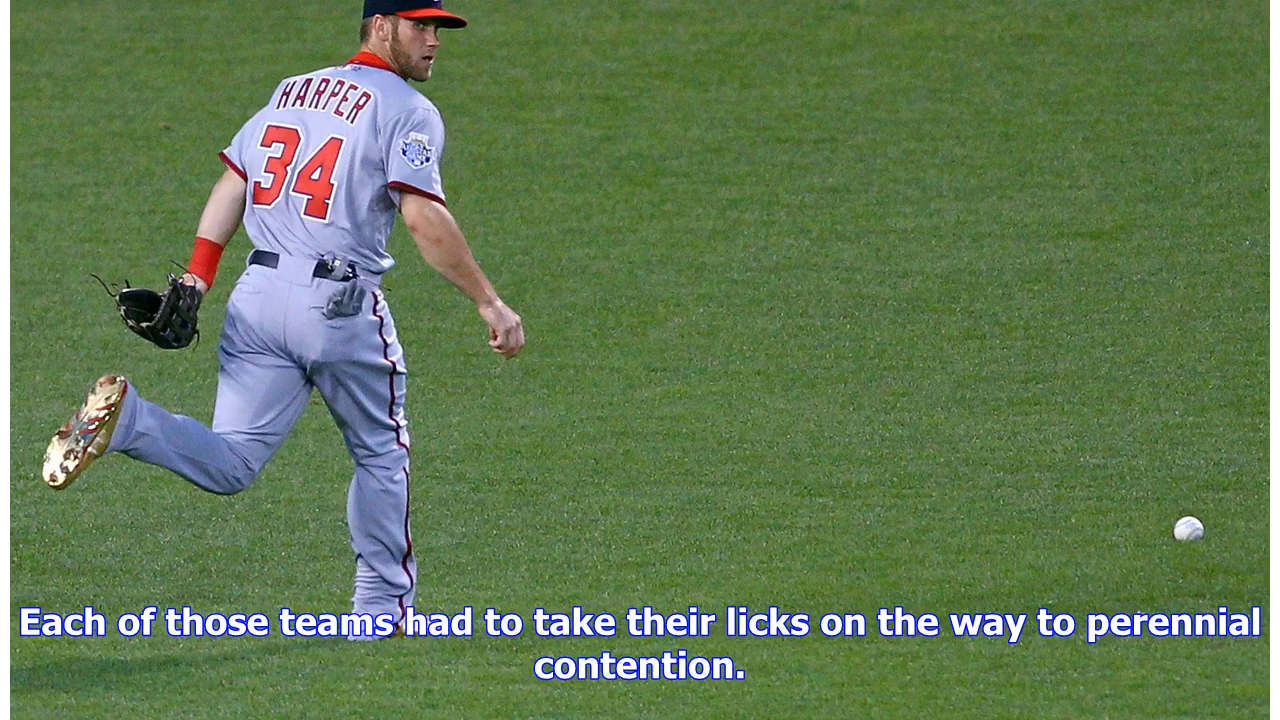 HARPER
34
Each of those teams had to take their licks on the way to perennial
contention.